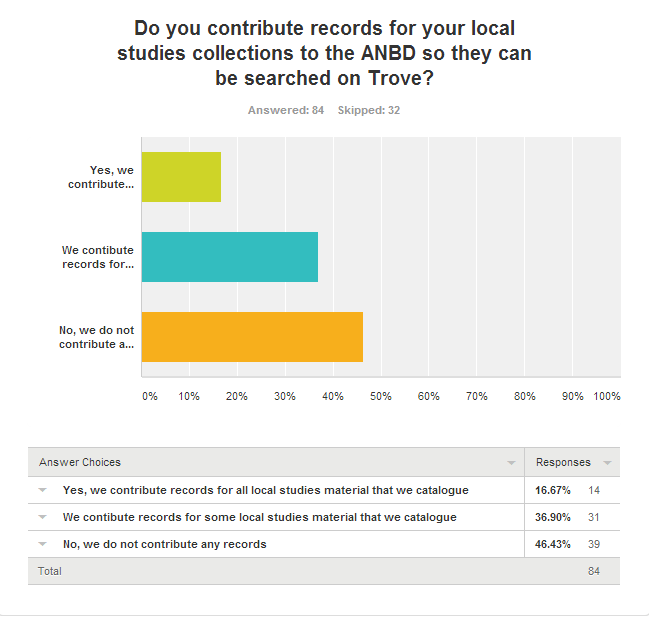 Do you contribute records for your local
studies collections to the ANBD so they can
be searched on Trove?
Answered: 84 Skipped: 32
Yes, we
contribute...
We contibute
records for...
No, we do not
contribute a...
0% 10% 20% 30% 40% 50% 60% 70% 80% 90% 100%
Answer Choices Responses
Yes, we contribute records for all local studies material that we catalogue 16.67% 14
We contibute records for some local studies material that we catalogue 36.90% 31
No, we do not contribute any records 46.43% 39
Total 84